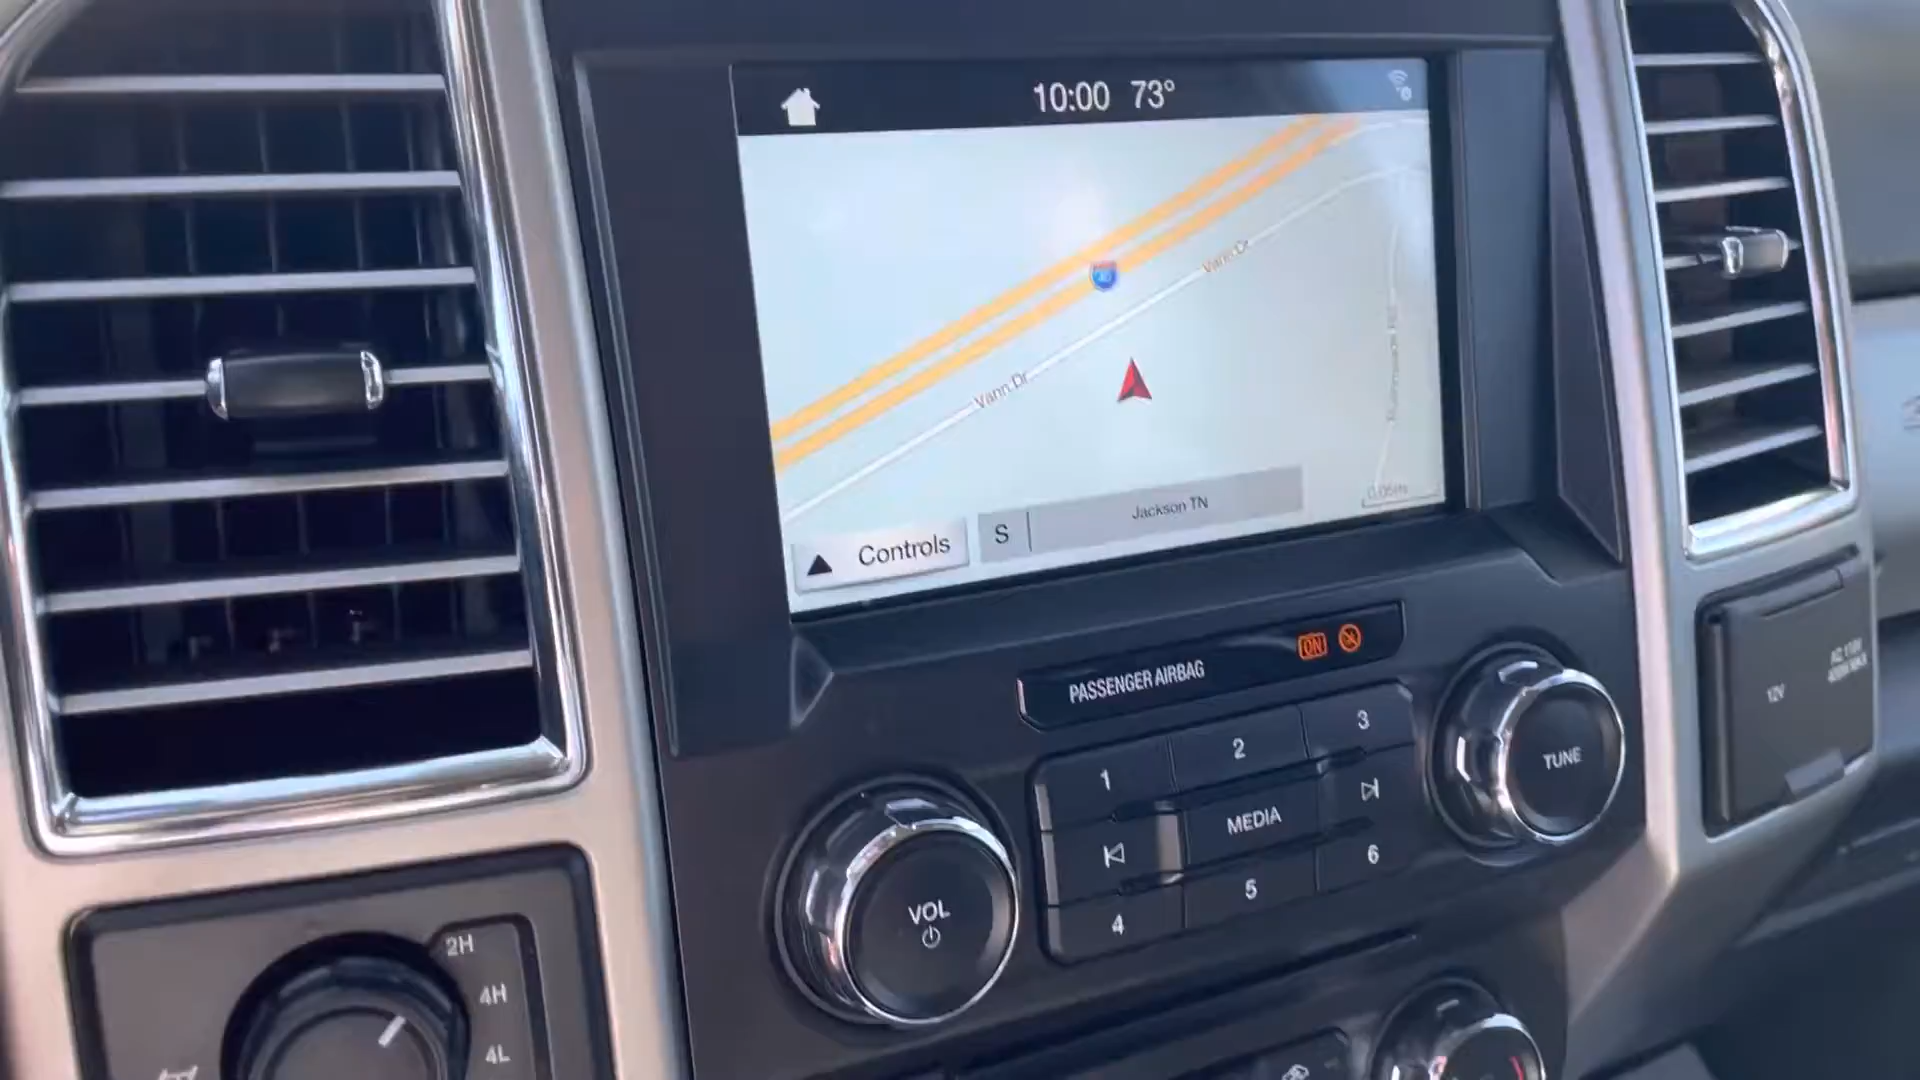 10:00 73°
Vann Dr
Vann Dr
Controls
S
Jackson TN
PASSENGER AIRBAG
ON
1
2
3
MEDIA
4
5
6
VOL
TUNE
12V
2H
4H
4L